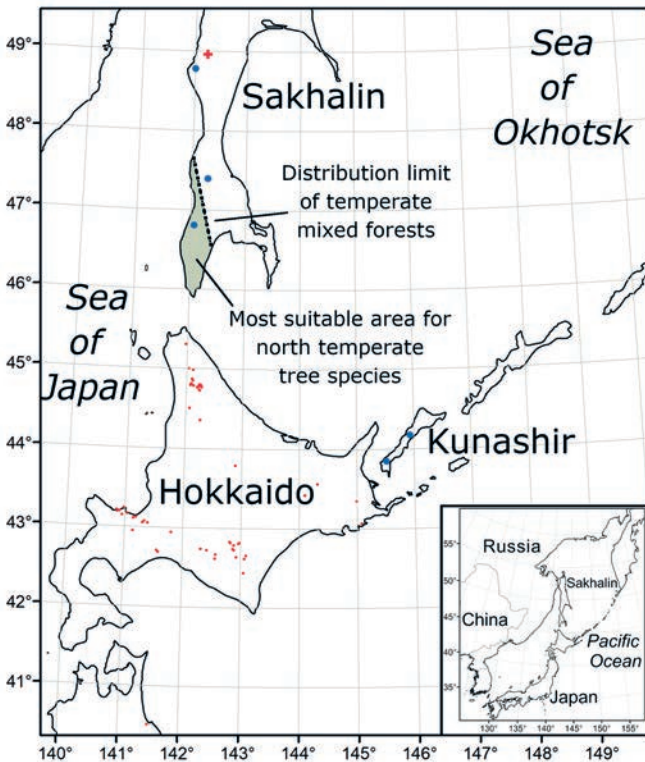 49°
48°
47°
46°
45°
44°
43°
42°
41°
Sea
of
Okhotsk
Sakhalin
Distribution limit
of temperate
mixed forests
Sea
of
Japan
Most suitable area for
north temperate
tree species
Kunashir
Hokkaido
140°
141°
142°
143°
144°
145°
146°
147°
148°
149°
55°
50°
45°
40°
35°
Russia
Sakhalin
China
Pacific
Ocean
Japan
130°
135°
140°
145°
150°
155°